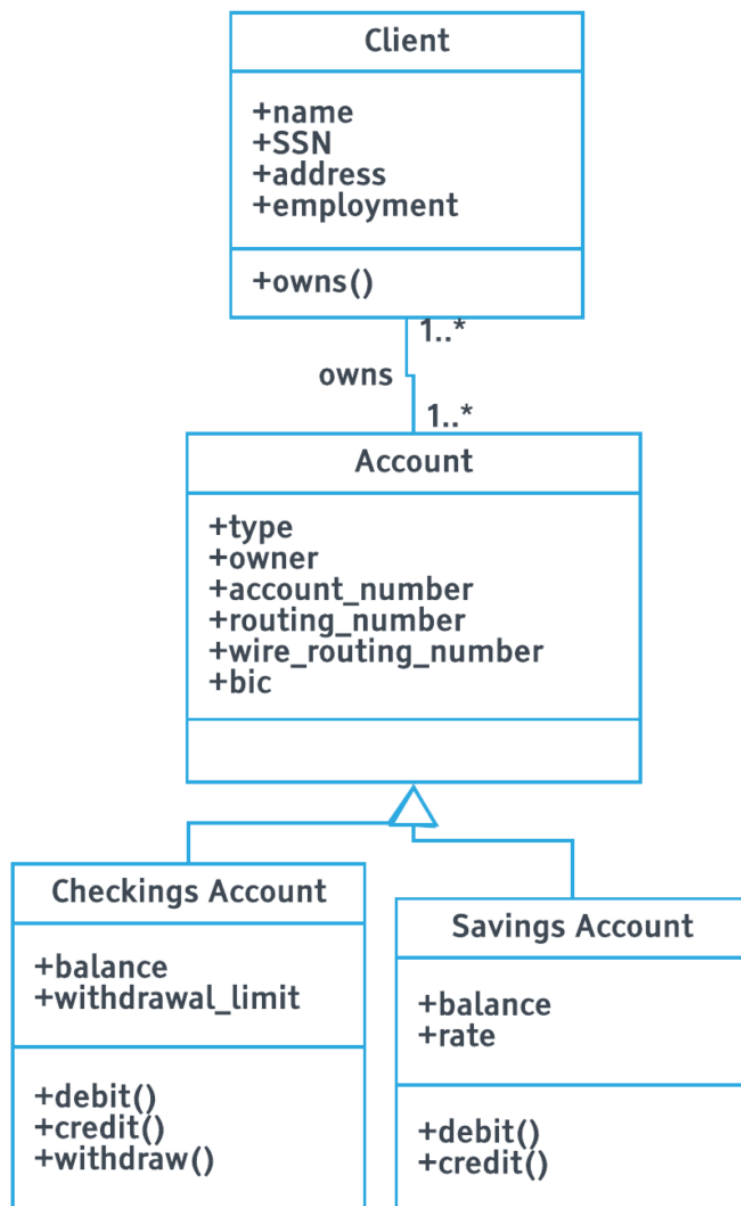 Client
+name
+SSN
+address
+employment
+owns()
1..*
owns
1..*
Account
+type
+owner
+account_number
+routing_number
+wire_routing_number
+bic
Checkings Account
+balance
+withdrawal_limit
+debit()
+credit()
+withdraw()
Savings Account
+balance
+rate
+debit()
+credit()